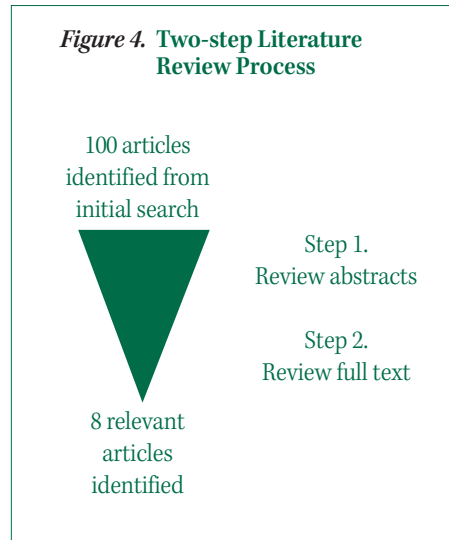 Figure 4. Two-step Literature
Review Process
100 articles
identified from
initial search
Step 1.
Review abstracts
Step 2.
Review full text
8 relevant
articles
identified